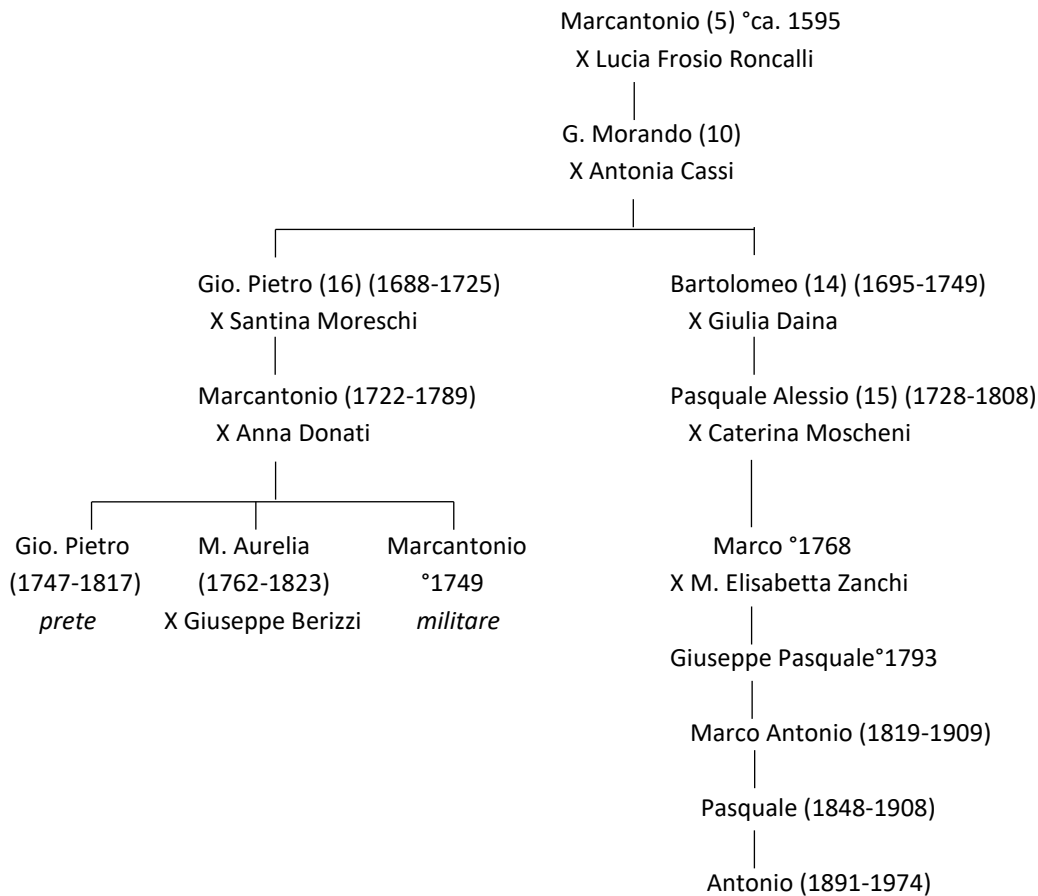 Marcantonio (5) °ca. 1595
X Lucia Frosio Roncalli
G. Morando (10)
X Antonia Cassi
Gio. Pietro (16) (1688-1725)
X Santina Moreschi
Bartolomeo (14) (1695-1749)
X Giulia Daina
Marcantonio (1722-1789)
X Anna Donati
Pasquale Alessio (15) (1728-1808)
X Caterina Moscheni
Gio. Pietro
(1747-1817)
prete
M. Aurelia
(1762-1823)
X Giuseppe Berizzi
Marcantonio
°1749
militare
Marco °1768
X M. Elisabetta Zanchi
Giuseppe Pasquale°1793
Marco Antonio (1819-1909)
Pasquale (1848-1908)
Antonio (1891-1974)